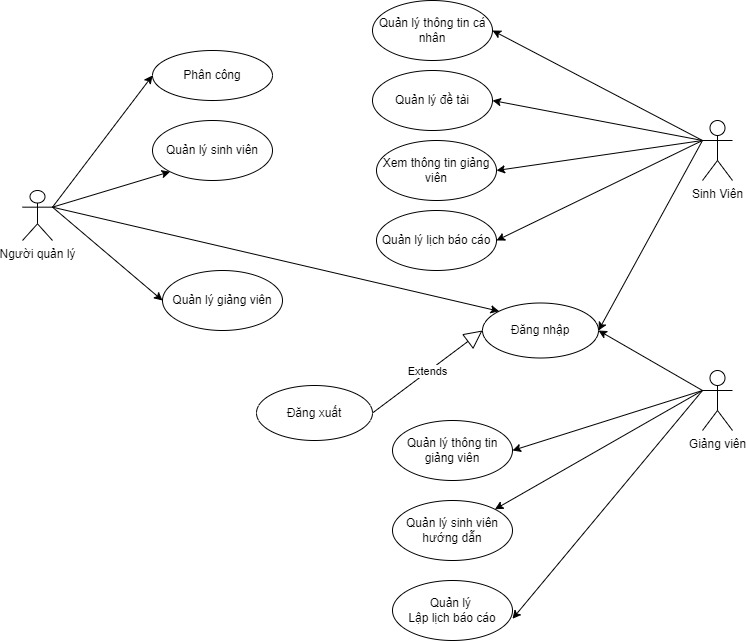 Quản lý thông tin cá
nhân
Phân công
Quản lý đề tài
Quản lý sinh viên
Xem thông tin giảng
viên
Sinh Viên
Quản lý lịch báo cáo
Người quản lý
Quản lý giảng viên
Đăng nhập
Extends
Đăng xuất
Giảng viên
Quản lý thông tin
giảng viên
Quản lý sinh viên
hướng dẫn
Quản lý
Lập lịch báo cáo